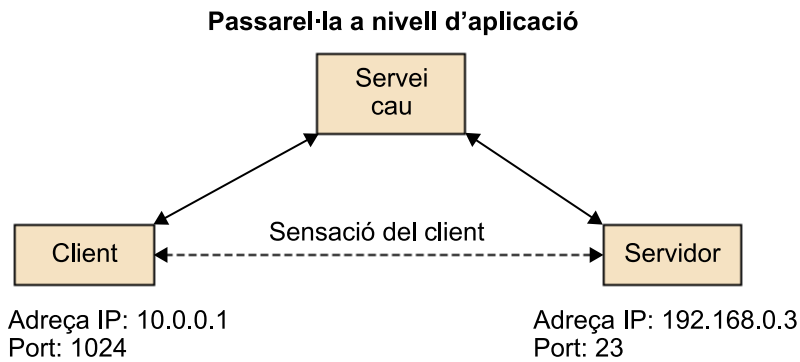 Passarel·la a nivell d’aplicació
Servei
cau
Sensació del client
Client
Servidor
Adreça IP: 10.0.0.1
Port: 1024
Adreça IP: 192.168.0.3
Port: 23